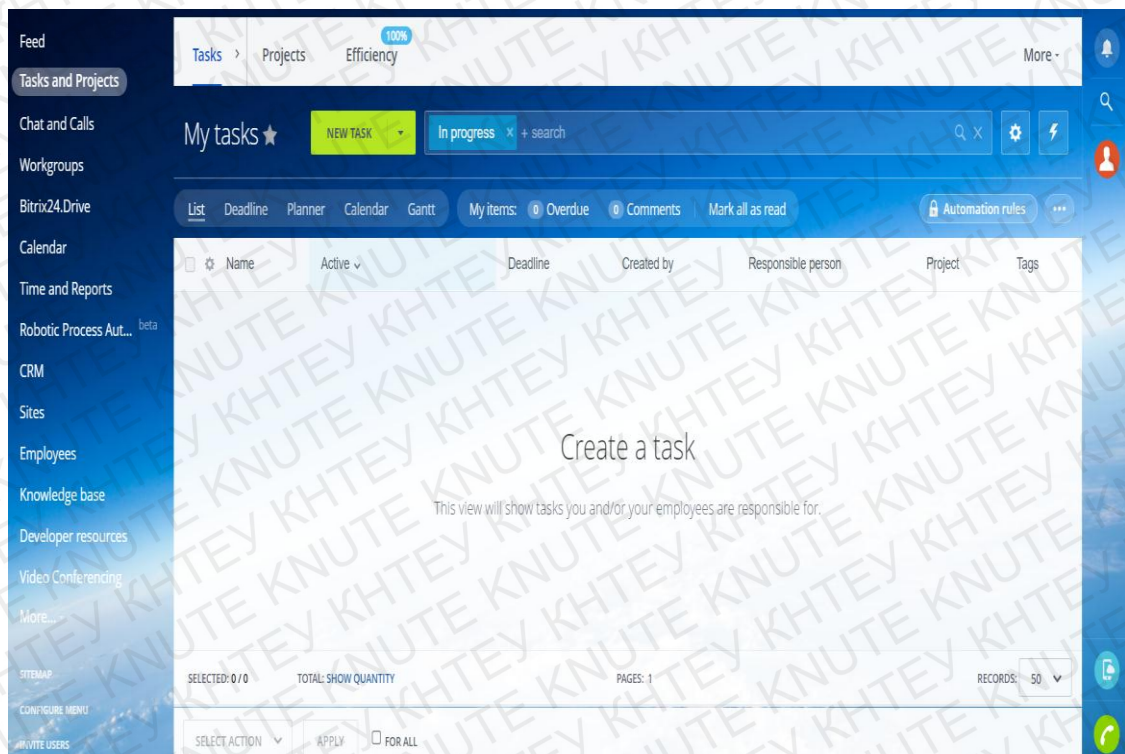 Feed
Tasks and Projects
Chat and Calls
Workgroups
Bitrix24.Drive
Calendar
Time and Reports
Robotic Process Aut... beta
CRM
Sites
Employees
Knowledge base
Developer resources
Video Conferencing
More...
SITEMAP
CONFIGURE MENU
INVITE USERS
Tasks Projects Efficiency 100% More
My tasks NEW TASK In progress × + search
List Deadline Planner Calendar Gantt My items: 0 Overdue 0 Comments Mark all as read Automation rules
Name Active Deadline Created by Responsible person Project Tags
Create a task
This view will show tasks you and/or your employees are responsible for.
SELECTED: 0 / 0 TOTAL: SHOW QUANTITY PAGES: 1 RECORDS: 50
SELECT ACTION APPLY FOR ALL
KNUTE KHTEY KNUTE KHTEY KNUTE KHTEY